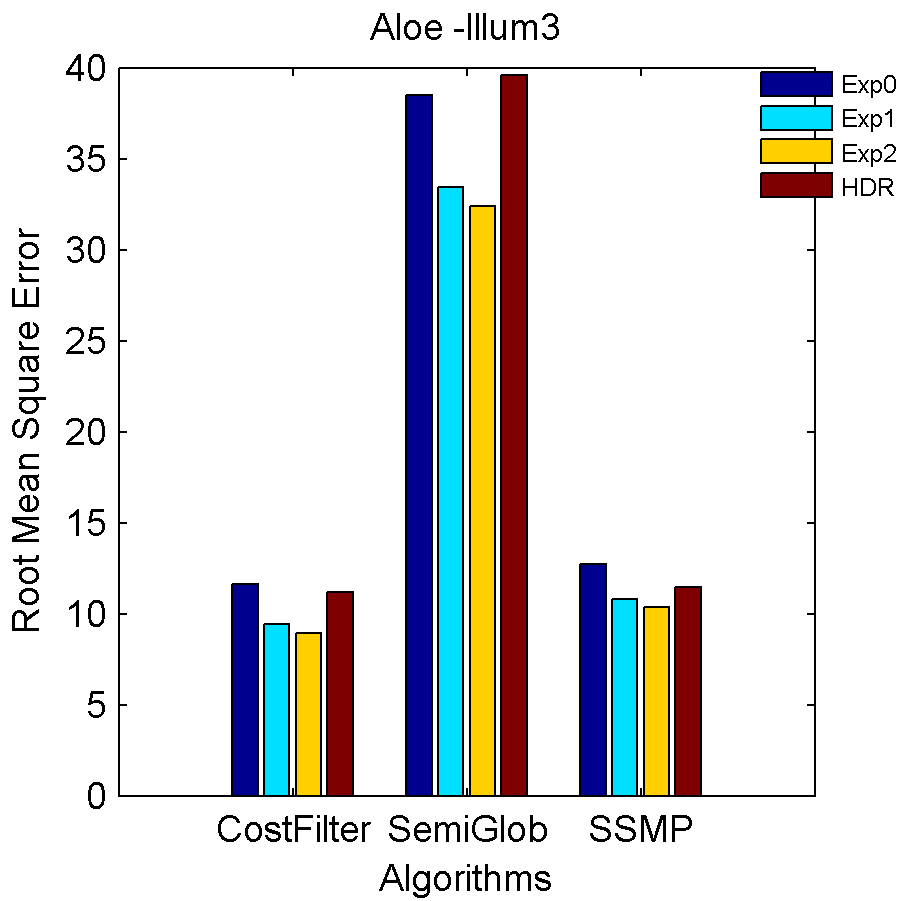 Aloe -Illum3
Exp0
Exp1
Exp2
HDR
40
35
30
25
20
15
10
5
0
Root Mean Square Error
CostFilter SemiGlob SSMP
Algorithms